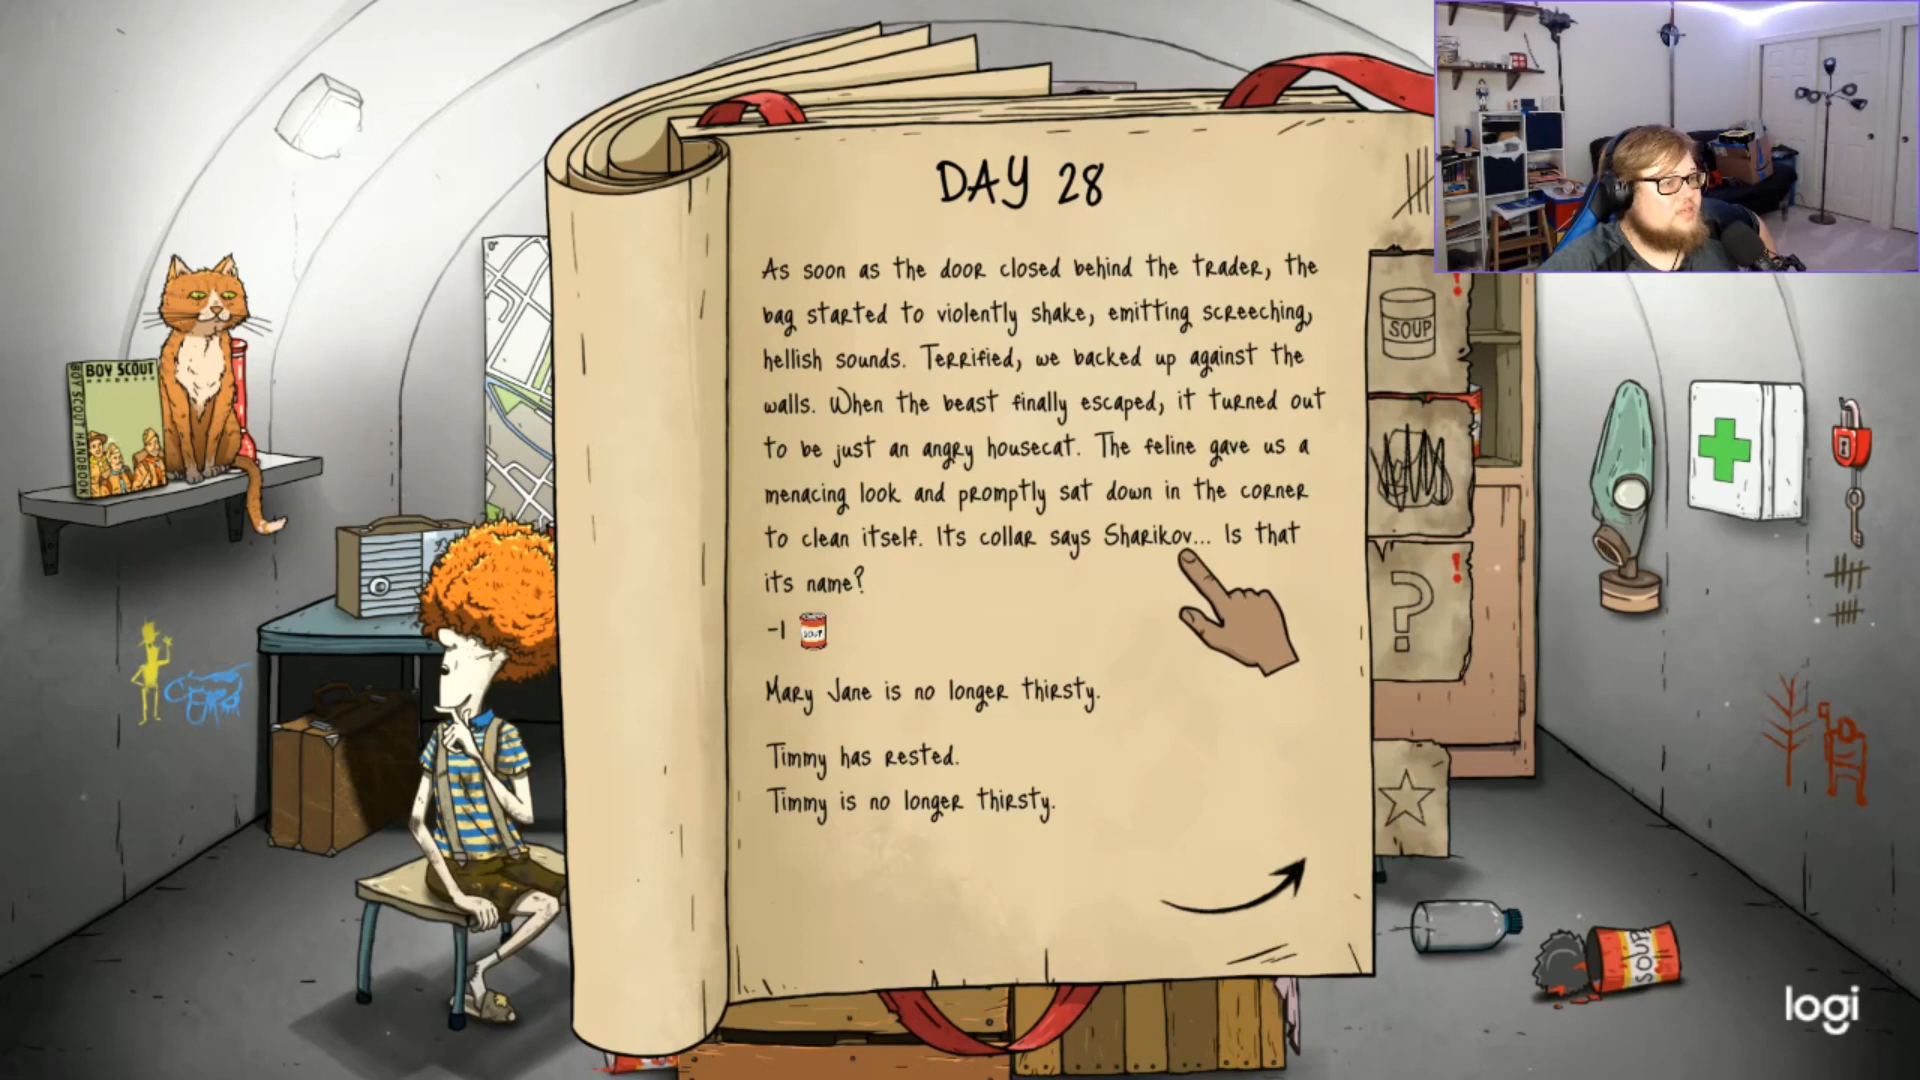 DAY 28
As soon as the door closed behind the trader, the
bag started to violently shake, emitting screeching,
hellish sounds. Terrified, we backed up against the
walls. When the beast finally escaped, it turned out
to be just an angry housecat. The feline gave us a
menacing look and promptly sat down in the corner
to clean itself. Its collar says Sharikov... Is that
its name?
-1
SOUP
Mary Jane is no longer thirsty.
Timmy has rested.
Timmy is no longer thirsty.
BOY SCOUT
BOY SCOUT HANDBOOK
SOUP
?
SOUP
logi